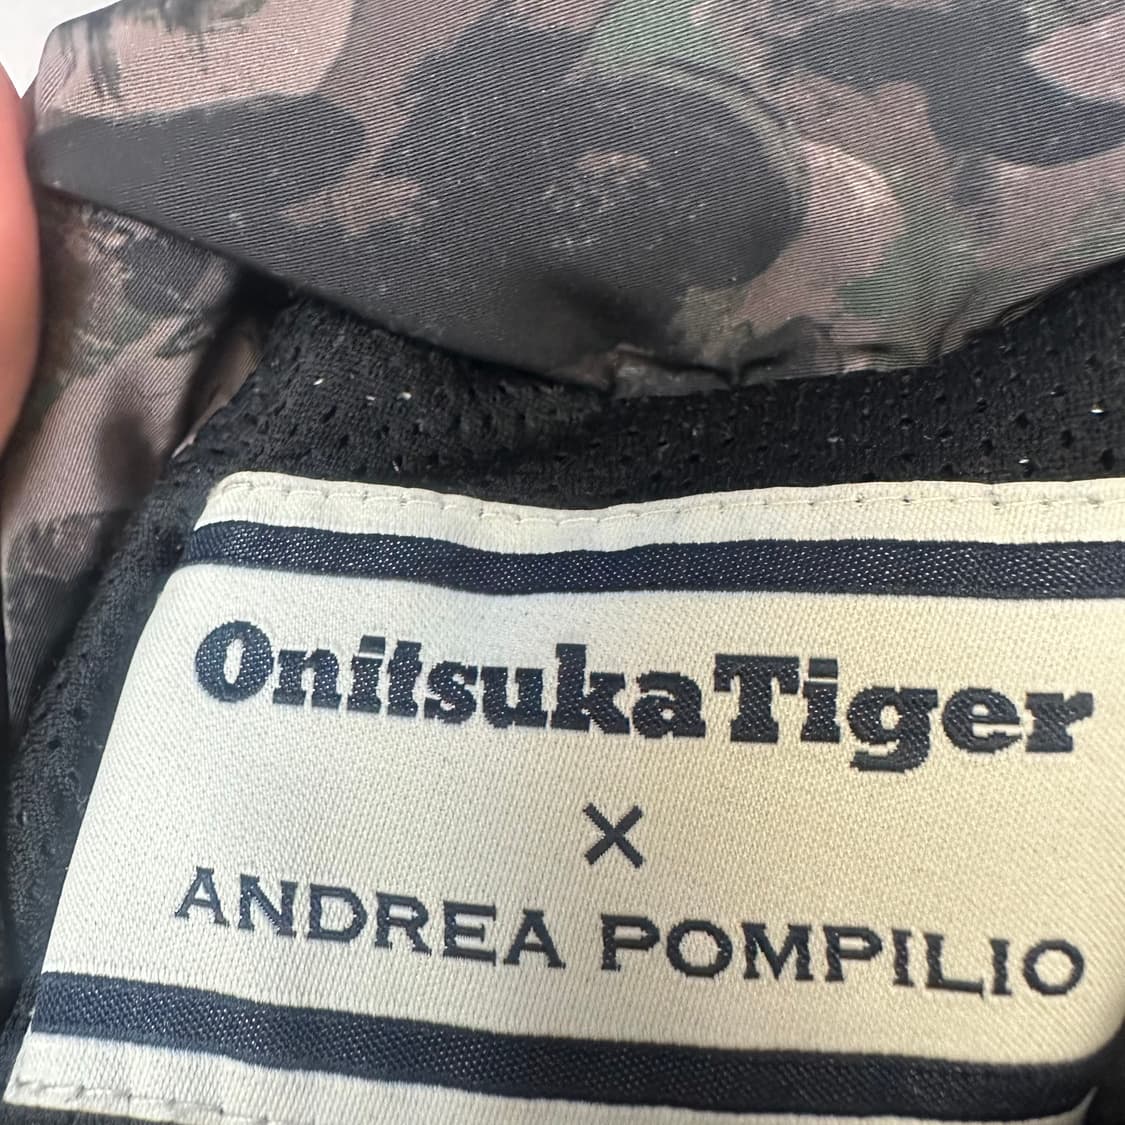 OnitsukaTiger
×
ANDREA POMPILIO